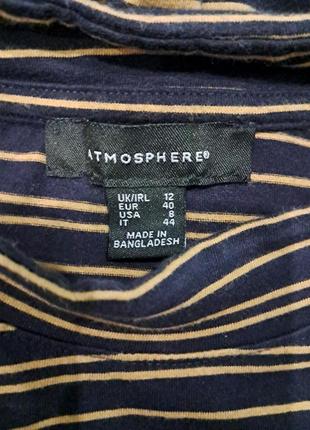 ATMOSPHERE®
UK/IRL 12
EUR 40
USA 8
IT 44
MADE IN
BANGLADESH